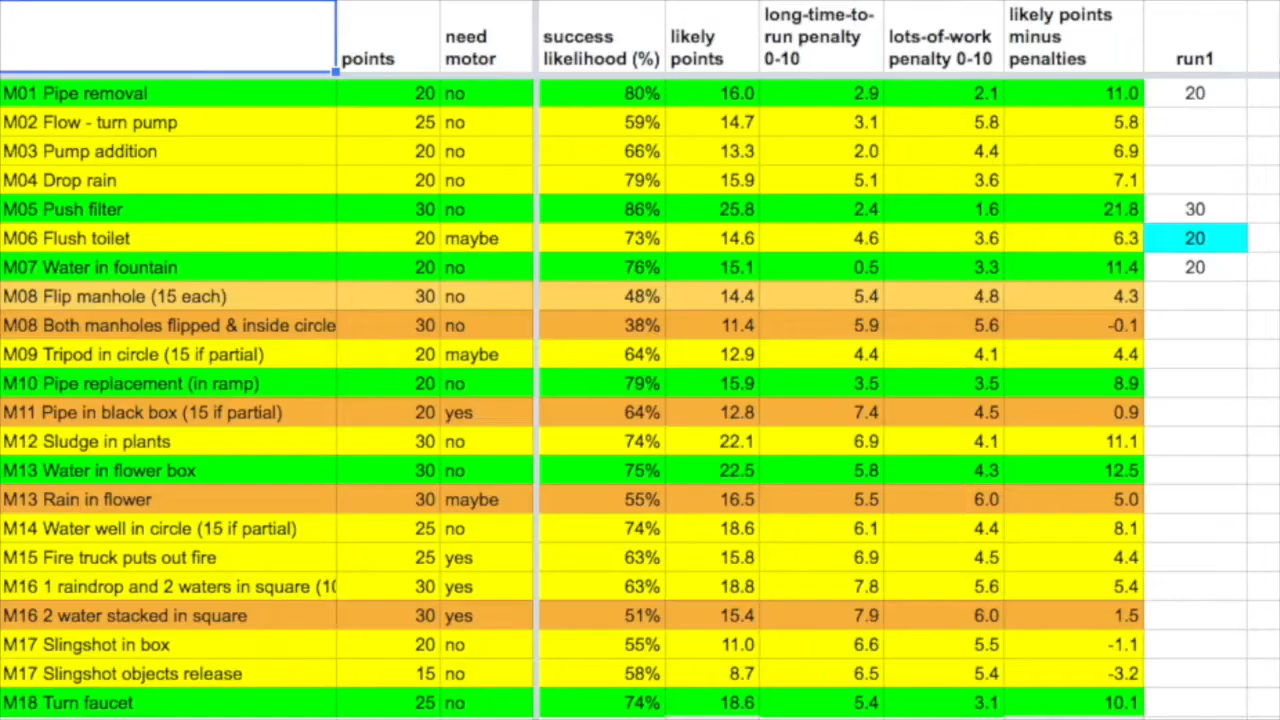 points need motor success likelihood (%) likely points long-time-to-run penalty 0-10 lots-of-work penalty 0-10 likely points minus penalties run1
M01 Pipe removal 20 no 80% 16.0 2.9 2.1 11.0 20
M02 Flow - turn pump 25 no 59% 14.7 3.1 5.8 5.8
M03 Pump addition 20 no 66% 13.3 2.0 4.4 6.9
M04 Drop rain 20 no 79% 15.9 5.1 3.6 7.1
M05 Push filter 30 no 86% 25.8 2.4 1.6 21.8 30
M06 Flush toilet 20 maybe 73% 14.6 4.6 3.6 6.3 20
M07 Water in fountain 20 no 76% 15.1 0.5 3.3 11.4 20
M08 Flip manhole (15 each) 30 no 48% 14.4 5.4 4.8 4.3
M08 Both manholes flipped & inside circle 30 no 38% 11.4 5.9 5.6 -0.1
M09 Tripod in circle (15 if partial) 20 maybe 64% 12.9 4.4 4.1 4.4
M10 Pipe replacement (in ramp) 20 no 79% 15.9 3.5 3.5 8.9
M11 Pipe in black box (15 if partial) 20 yes 64% 12.8 7.4 4.5 0.9
M12 Sludge in plants 30 no 74% 22.1 6.9 4.1 11.1
M13 Water in flower box 30 no 75% 22.5 5.8 4.3 12.5
M13 Rain in flower 30 maybe 55% 16.5 5.5 6.0 5.0
M14 Water well in circle (15 if partial) 25 no 74% 18.6 6.1 4.4 8.1
M15 Fire truck puts out fire 25 yes 63% 15.8 6.9 4.5 4.4
M16 1 raindrop and 2 waters in square (10 30 yes 63% 18.8 7.8 5.6 5.4
M16 2 water stacked in square 30 yes 51% 15.4 7.9 6.0 1.5
M17 Slingshot in box 20 no 55% 11.0 6.6 5.5 -1.1
M17 Slingshot objects release 15 no 58% 8.7 6.5 5.4 -3.2
M18 Turn faucet 25 no 74% 18.6 5.4 3.1 10.1